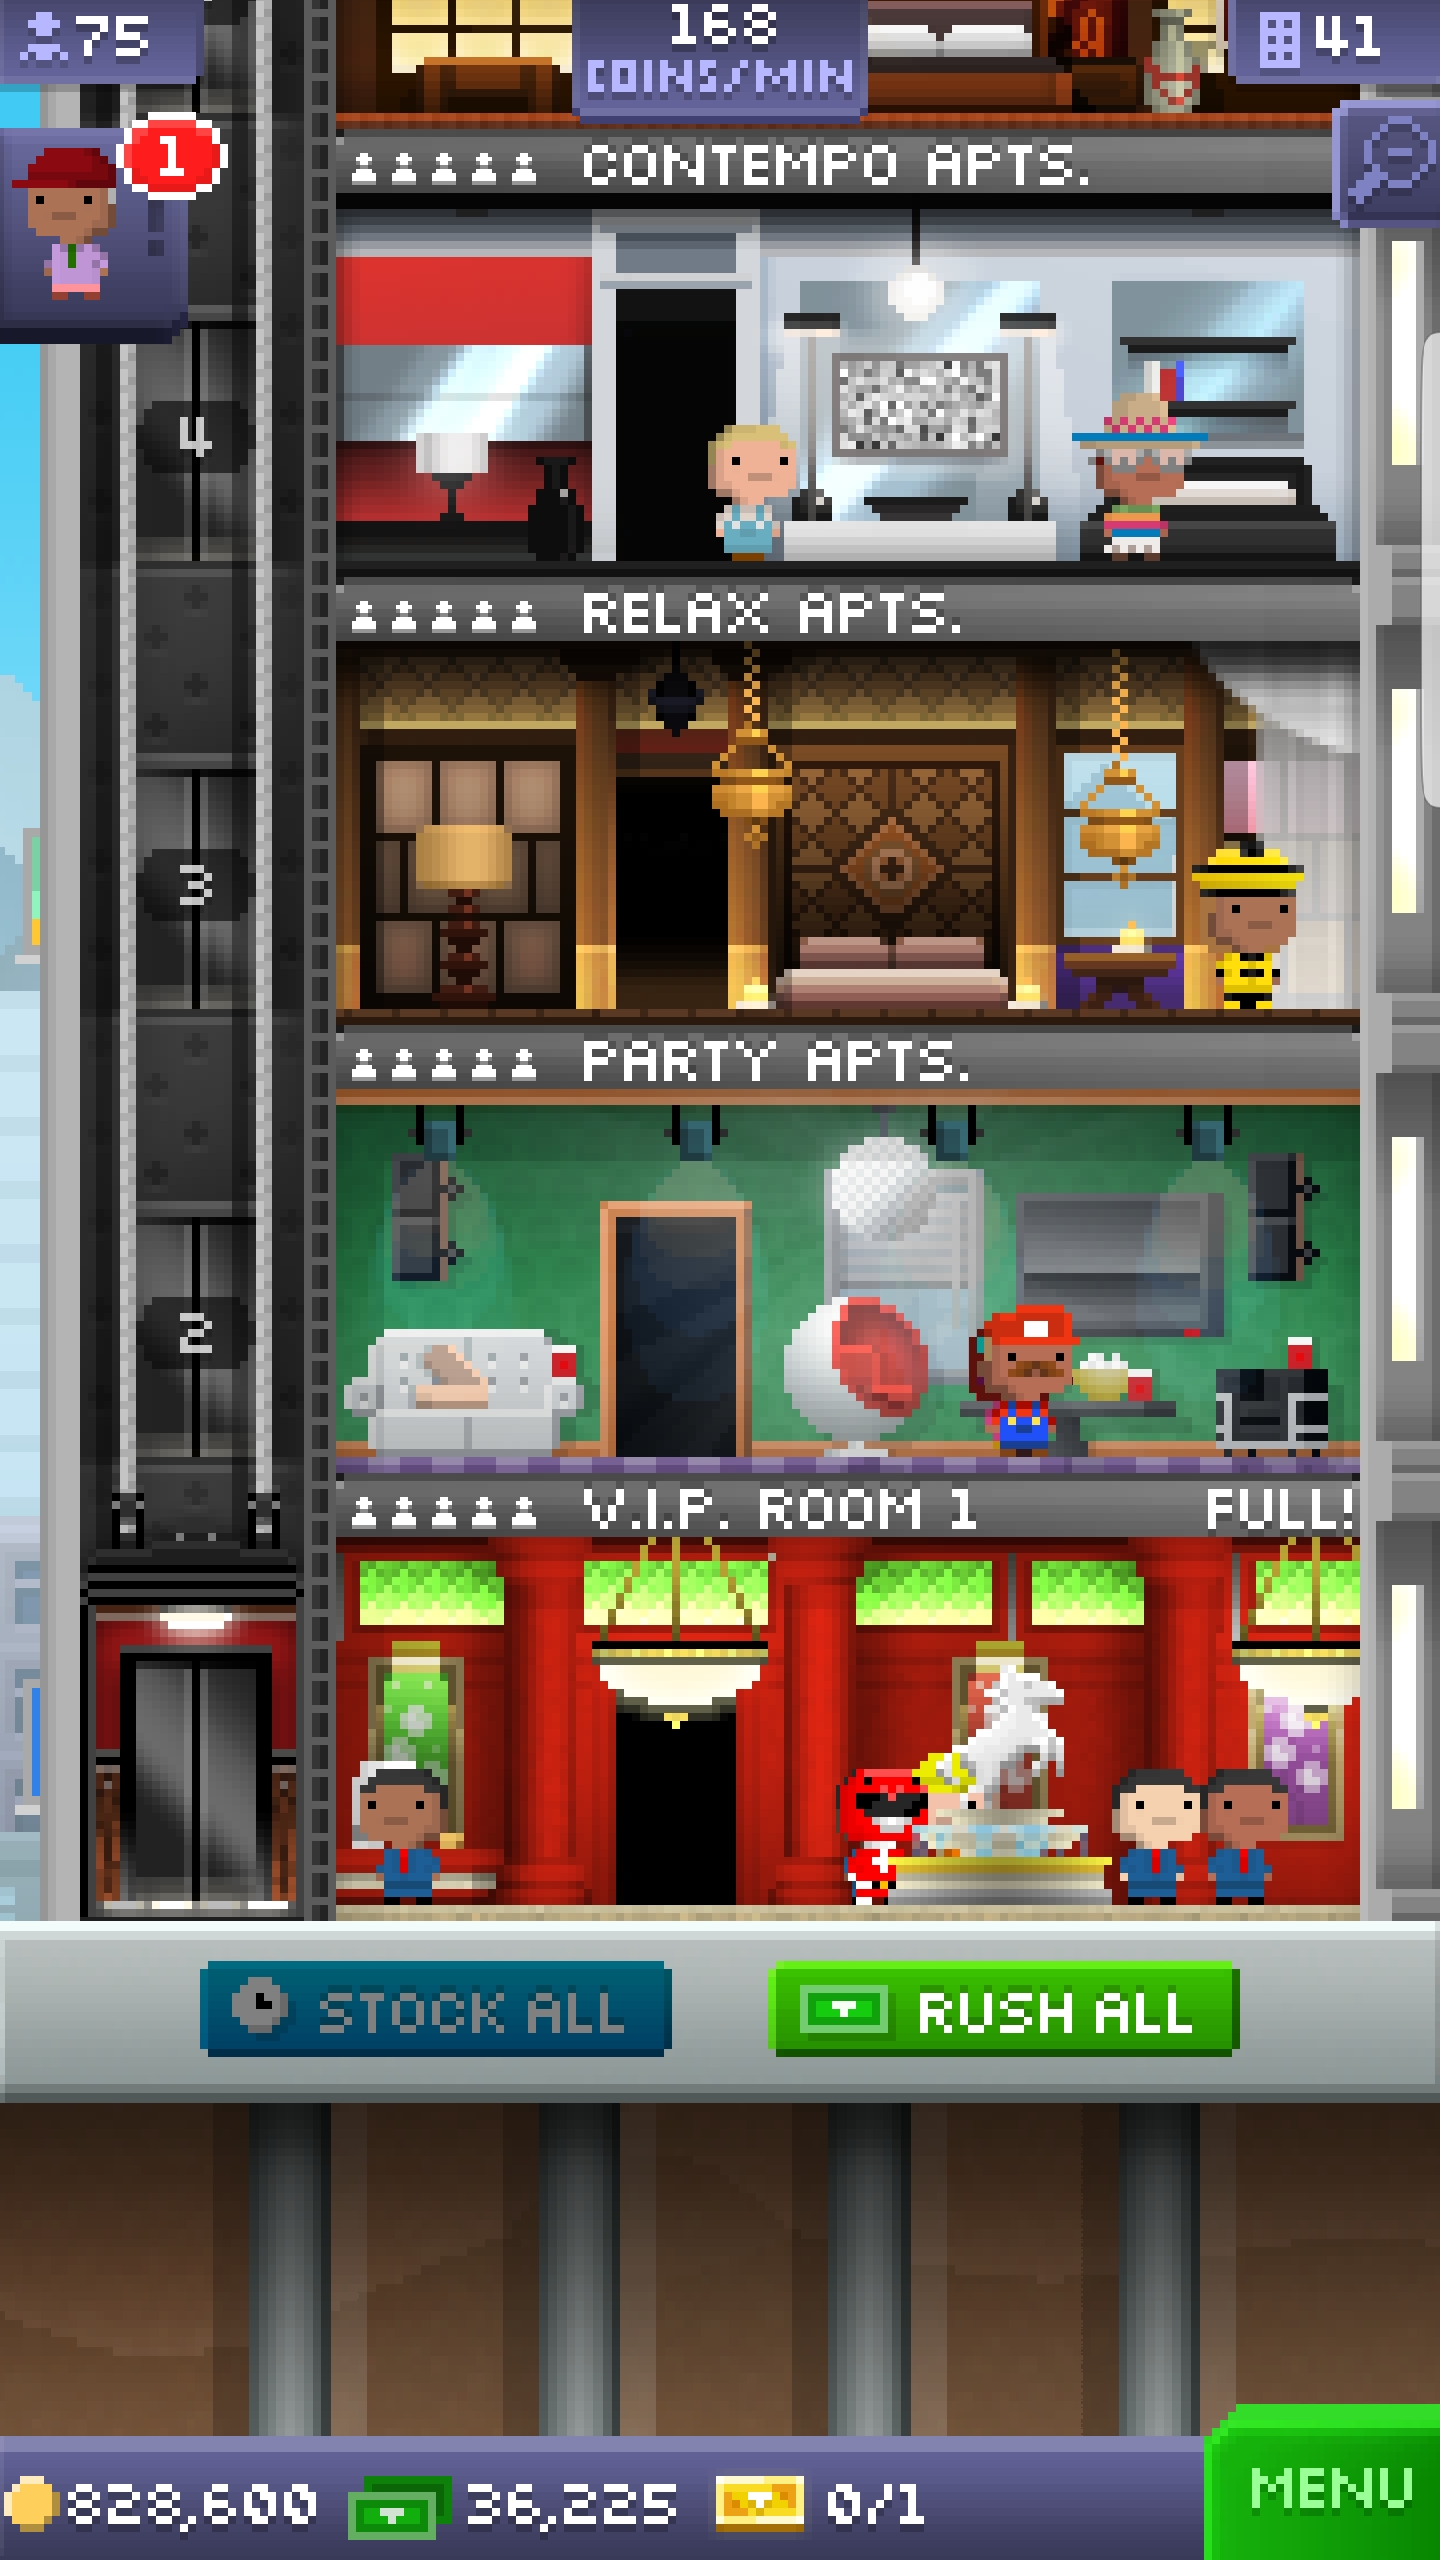 75
168
COINS/MIN
41
1
CONTEMPO APTS.
4
RELAX APTS.
3
PARTY APTS.
2
V.I.P. ROOM 1 FULL!
STOCK ALL
RUSH ALL
828,600 36,225 0/1
MENU